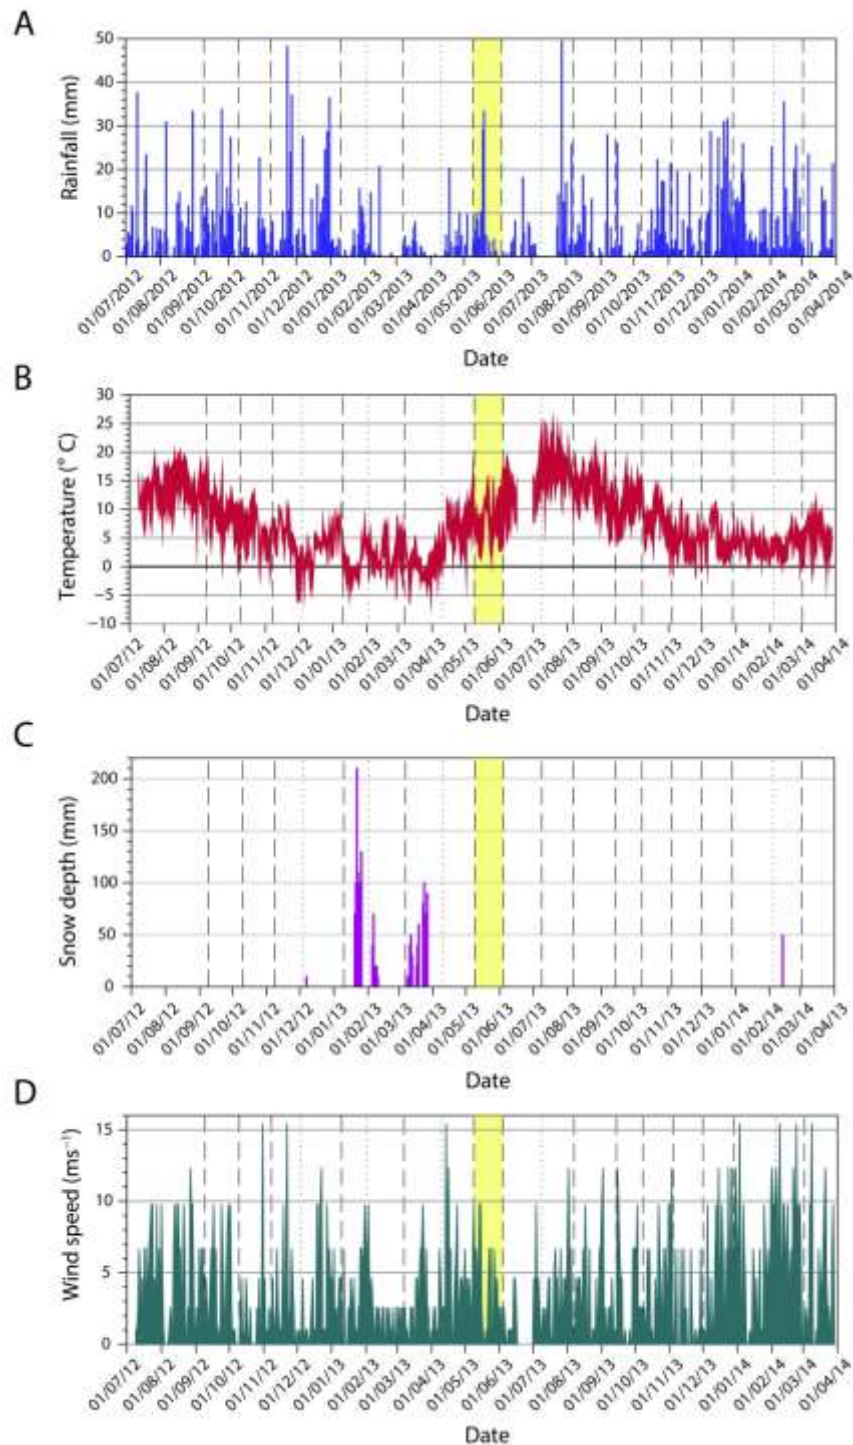 A
Rainfall (mm)
50
40
30
20
10
0
01/07/2012 01/08/2012 01/09/2012 01/10/2012 01/11/2012 01/12/2012 01/01/2013 01/02/2013 01/03/2013 01/04/2013 01/05/2013 01/06/2013 01/07/2013 01/08/2013 01/09/2013 01/10/2013 01/11/2013 01/12/2013 01/01/2014 01/02/2014 01/03/2014 01/04/2014
Date
B
Temperature (° C)
30
25
20
15
10
5
0
−5
−10
01/07/12 01/08/12 01/09/12 01/10/12 01/11/12 01/12/12 01/01/13 01/02/13 01/03/13 01/04/13 01/05/13 01/06/13 01/07/13 01/08/13 01/09/13 01/10/13 01/11/13 01/12/13 01/01/14 01/02/14 01/03/14 01/04/14
Date
C
Snow depth (mm)
200
150
100
50
0
01/07/12 01/08/12 01/09/12 01/10/12 01/11/12 01/12/12 01/01/13 01/02/13 01/03/13 01/04/13 01/05/13 01/06/13 01/07/13 01/08/13 01/09/13 01/10/13 01/11/13 01/12/13 01/01/14 01/02/14 01/03/14 01/04/13
Date
D
Wind speed (ms⁻¹)
15
10
5
0
01/07/12 01/08/12 01/09/12 01/10/12 01/11/12 01/12/12 01/01/13 01/02/13 01/03/13 01/04/13 01/05/13 01/06/13 01/07/13 01/08/13 01/09/13 01/10/13 01/11/13 01/12/13 01/01/14 01/02/14 01/03/14 01/04/14
Date